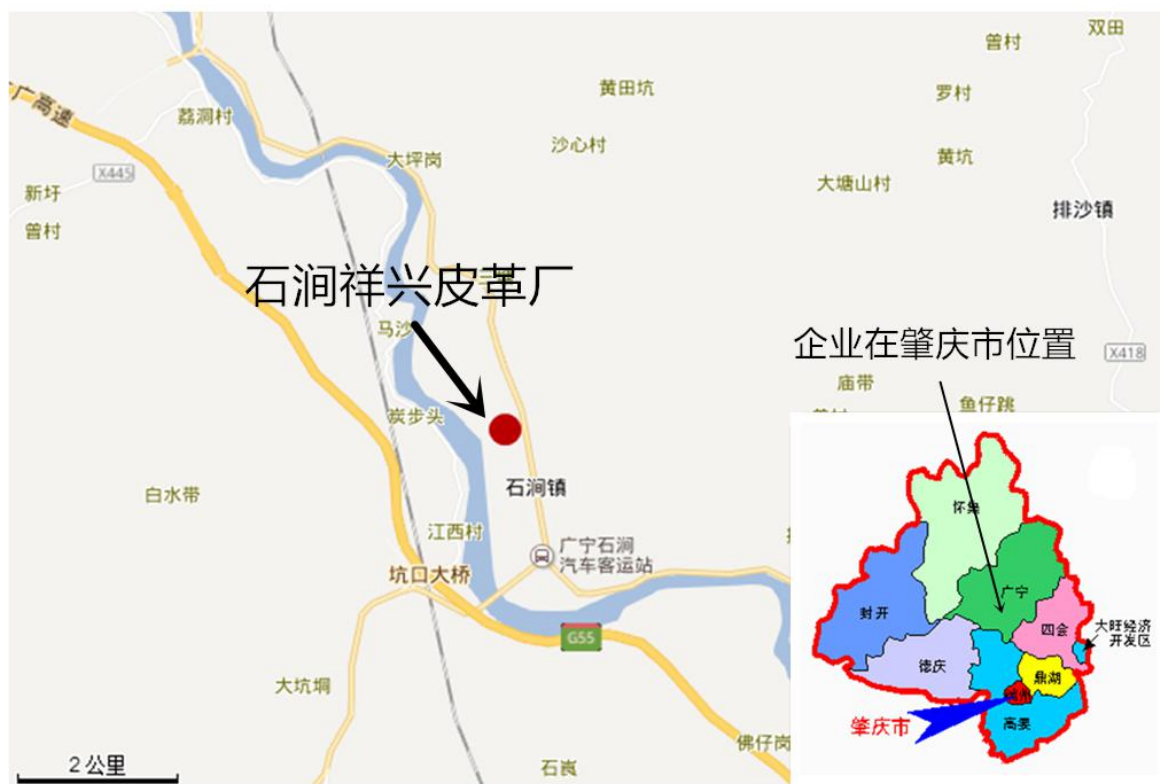 双田
曾村
黄田坑
罗村
广高速
荔洞村
沙心村
大坪岗
黄坑
X445
大塘山村
新圩
曾村
排沙镇
石涧祥兴皮革厂
马沙
企业在肇庆市位置
X418
庙带
炭步头
鱼仔跳
石涧镇
白水带
江西村
广宁石涧
汽车客运站
坑口大桥
G55
大坑垌
佛仔岗
石崀
2 公里
怀集
广宁
封开
四会
大旺经济
开发区
德庆
鼎湖
端州
肇庆市
高要